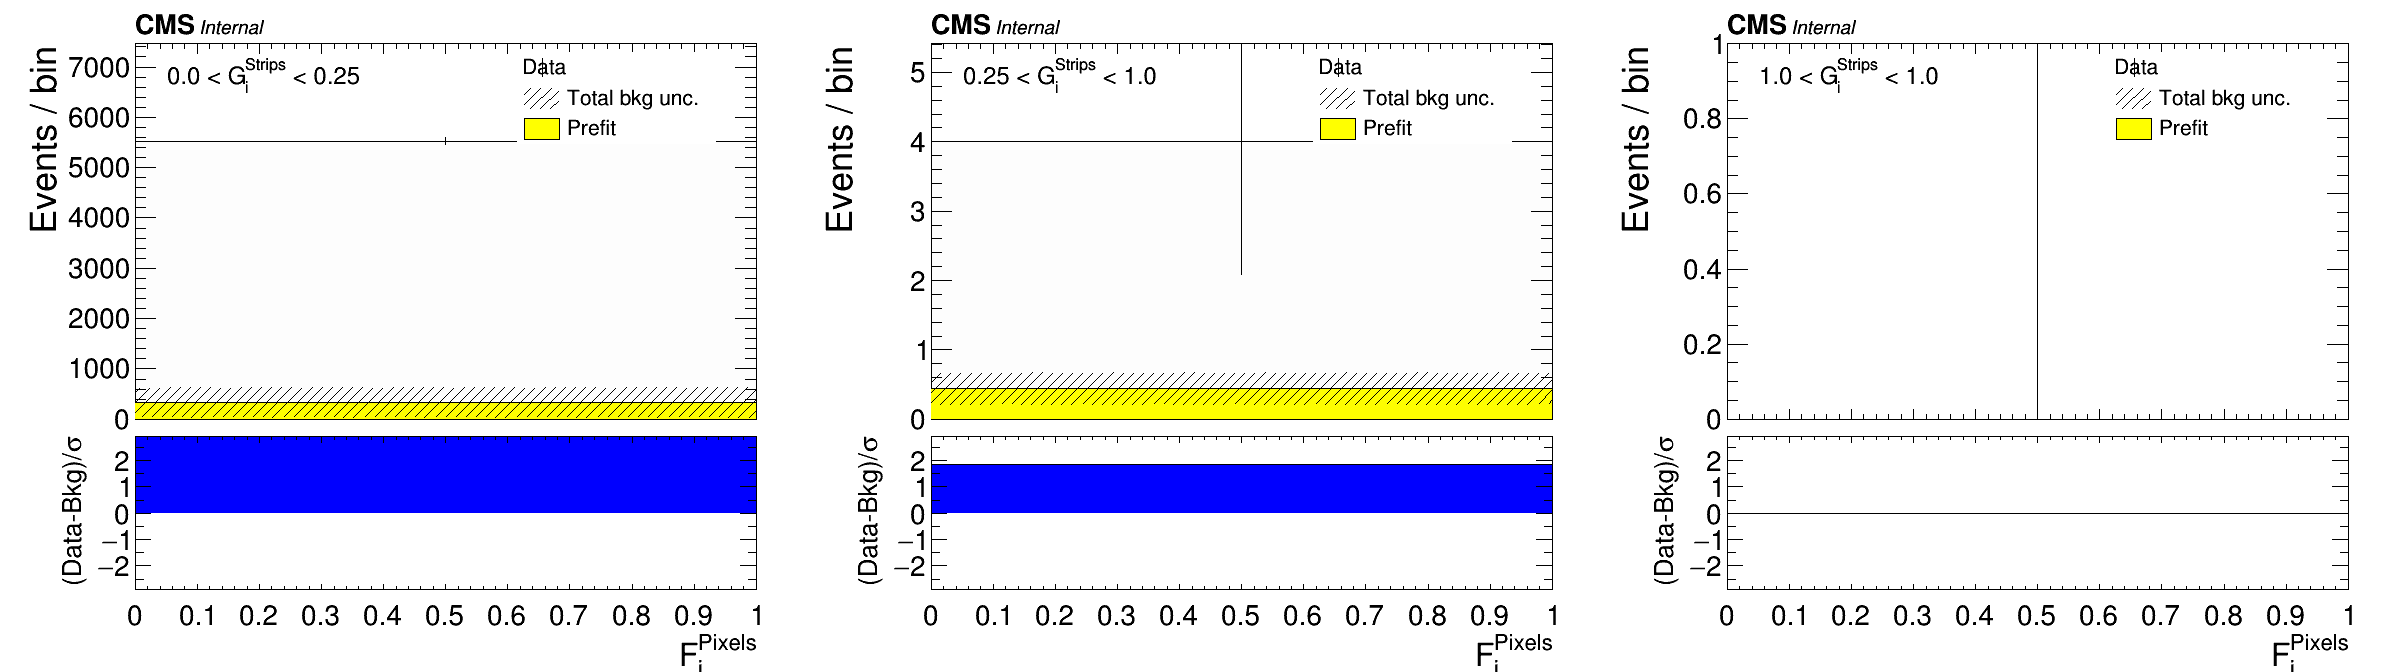 CMS Internal
Events / bin
0.0 < G_i^Strips < 0.25
Data
Total bkg unc.
Prefit
7000
6000
5000
4000
3000
2000
1000
0
(Data-Bkg)/σ
2
1
0
−1
−2
0 0.1 0.2 0.3 0.4 0.5 0.6 0.7 0.8 0.9 1
F_i^Pixels
CMS Internal
Events / bin
0.25 < G_i^Strips < 1.0
Data
Total bkg unc.
Prefit
5
4
3
2
1
0
(Data-Bkg)/σ
2
1
0
−1
−2
0 0.1 0.2 0.3 0.4 0.5 0.6 0.7 0.8 0.9 1
F_i^Pixels
CMS Internal
Events / bin
1.0 < G_i^Strips < 1.0
Data
Total bkg unc.
Prefit
1
0.8
0.6
0.4
0.2
0
(Data-Bkg)/σ
2
1
0
−1
−2
0 0.1 0.2 0.3 0.4 0.5 0.6 0.7 0.8 0.9 1
F_i^Pixels